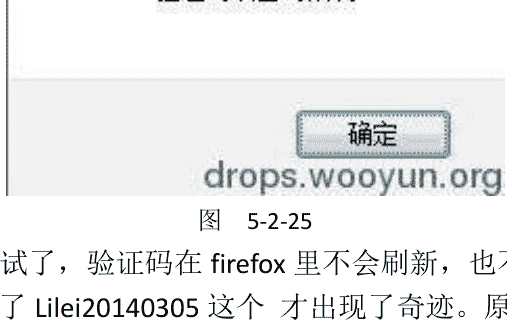 确定
drops.wooyun.org
图 5-2-25
试了，验证码在 firefox 里不会刷新，也
了 Lilei20140305 这个 才出现了奇迹。原